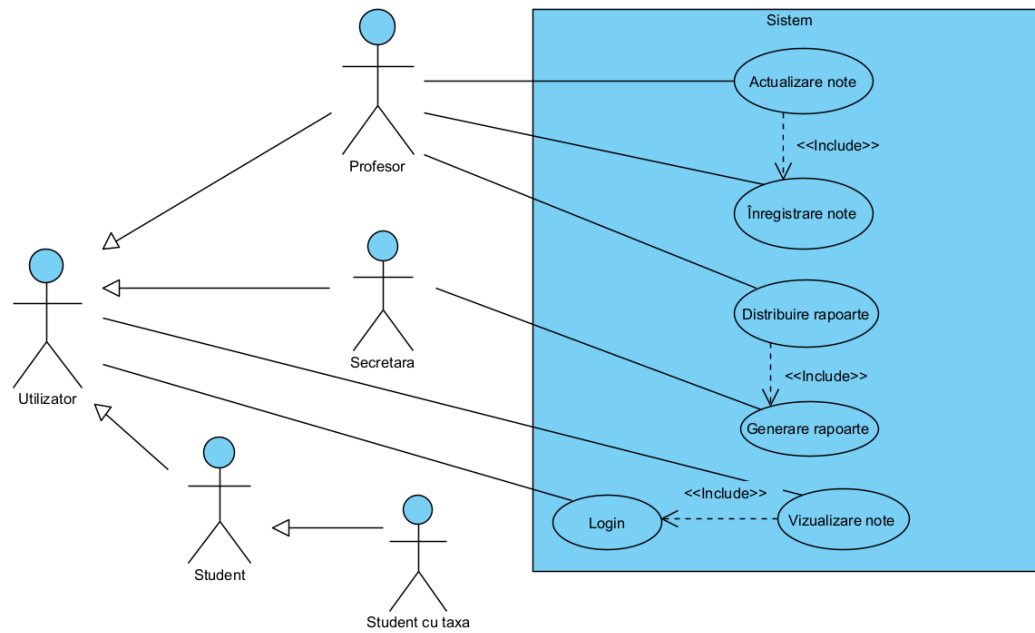 Sistem
Actualizare note
<<Include>>
Profesor
Înregistrare note
Distribuire rapoarte
Secretara
<<Include>>
Utilizator
Generare rapoarte
<<Include>>
Login
Vizualizare note
Student
Student cu taxa